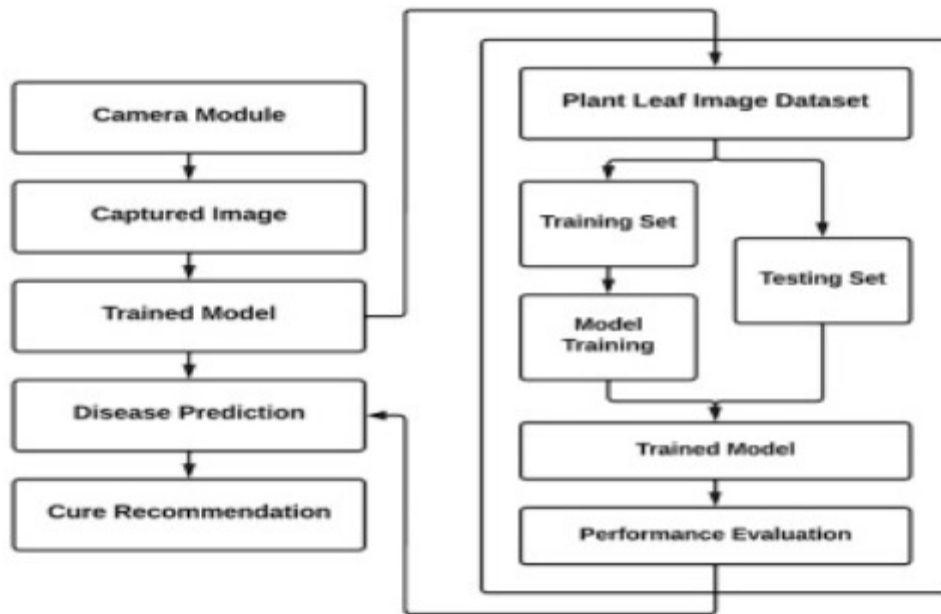 Camera Module
Captured Image
Trained Model
Disease Prediction
Cure Recommendation
Plant Leaf Image Dataset
Training Set
Testing Set
Model
Training
Trained Model
Performance Evaluation